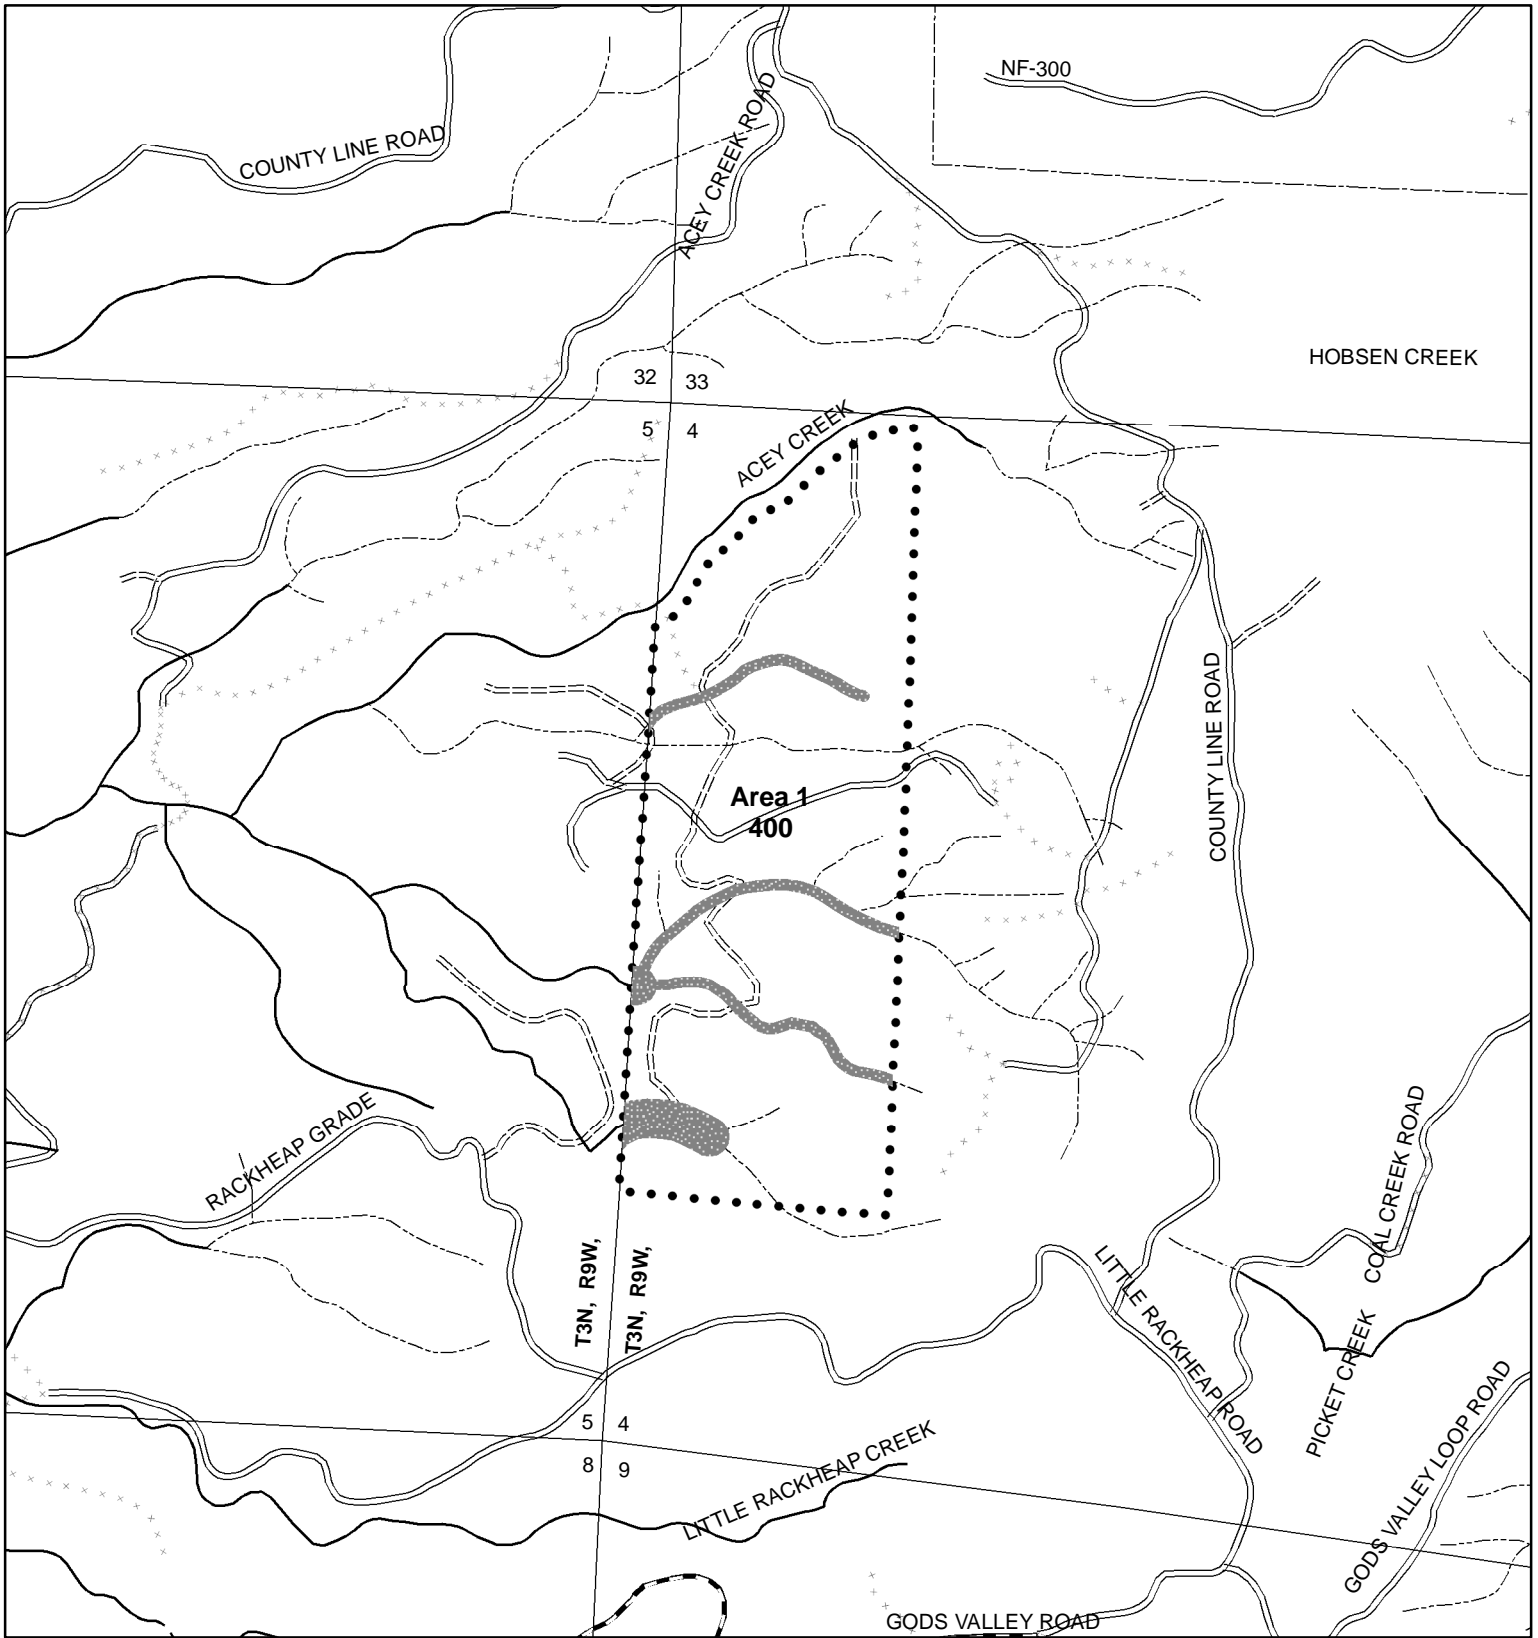 NF-300
COUNTY LINE ROAD
ACEY CREEK ROAD
HOBSEN CREEK
32 33
5 4
ACEY CREEK
COUNTY LINE ROAD
Area 1
400
RACKHEAP GRADE
COAL CREEK ROAD
T3N, R9W,
T3N, R9W,
LITTLE RACKHEAP ROAD
PICKET CREEK
GODS VALLEY LOOP ROAD
5 4
8 9
LITTLE RACKHEAP CREEK
GODS VALLEY ROAD